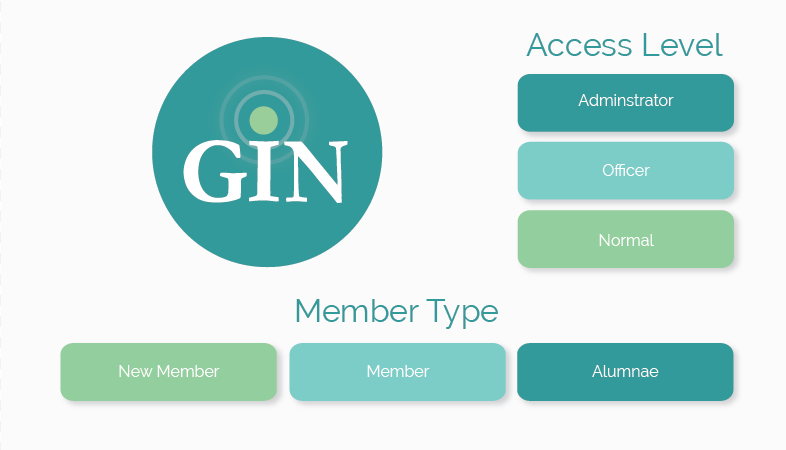 GIN
Access Level
Adminstrator
Officer
Normal
Member Type
New Member
Member
Alumnae